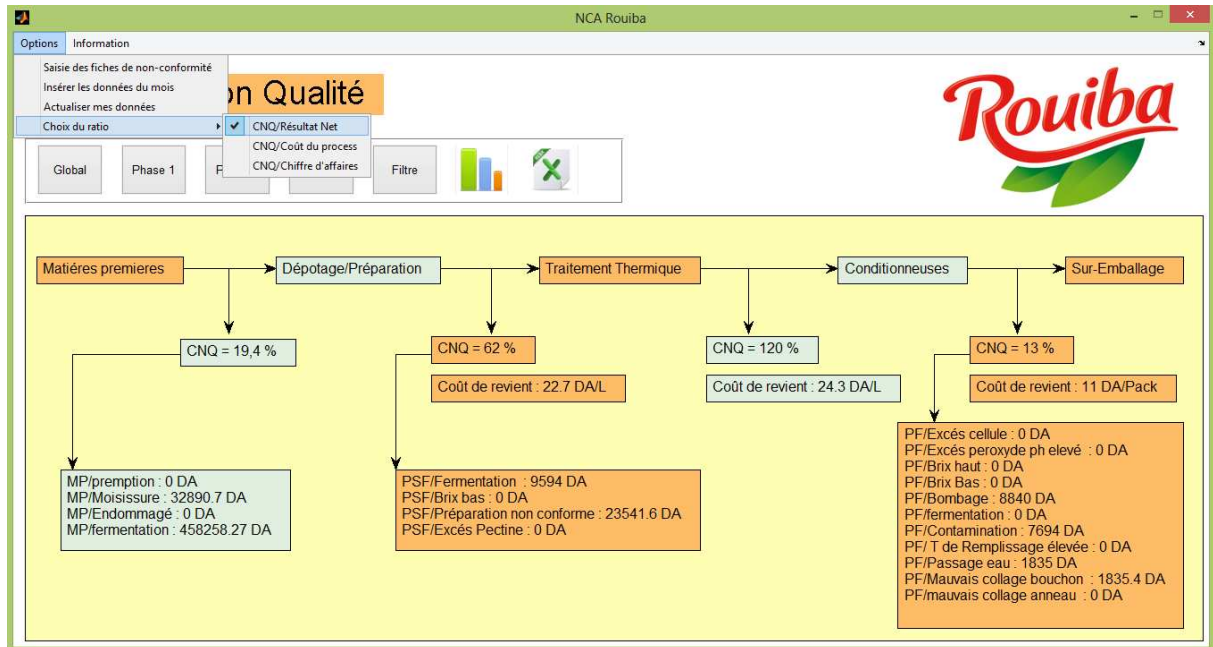 NCA Rouiba
Options Information
Saisie des fiches de non-conformité
Insérer les données du mois
Actualiser mes données
Choix du ratio
CNQ/Résultat Net
CNQ/Coût du process
CNQ/Chiffre d'affaires
on Qualité
Rouiba
Global
Phase 1
Filtre
Matiéres premieres
Dépotage/Préparation
Traitement Thermique
Conditionneuses
Sur-Emballage
CNQ = 19,4 %
CNQ = 62 %
CNQ = 120 %
CNQ = 13 %
Coût de revient : 22.7 DA/L
Coût de revient : 24.3 DA/L
Coût de revient : 11 DA/Pack
MP/premption : 0 DA
MP/Moisissure : 32890.7 DA
MP/Endommagé : 0 DA
MP/fermentation : 458258.27 DA
PSF/Fermentation : 9594 DA
PSF/Brix bas : 0 DA
PSF/Préparation non conforme : 23541.6 DA
PSF/Excés Pectine : 0 DA
PF/Excés cellule : 0 DA
PF/Excés peroxyde ph elevé : 0 DA
PF/Brix haut : 0 DA
PF/Brix Bas : 0 DA
PF/Bombage : 8840 DA
PF/fermentation : 0 DA
PF/Contamination : 7694 DA
PF/ T de Remplissage élevée : 0 DA
PF/Passage eau : 1835 DA
PF/Mauvais collage bouchon : 1835.4 DA
PF/mauvais collage anneau : 0 DA